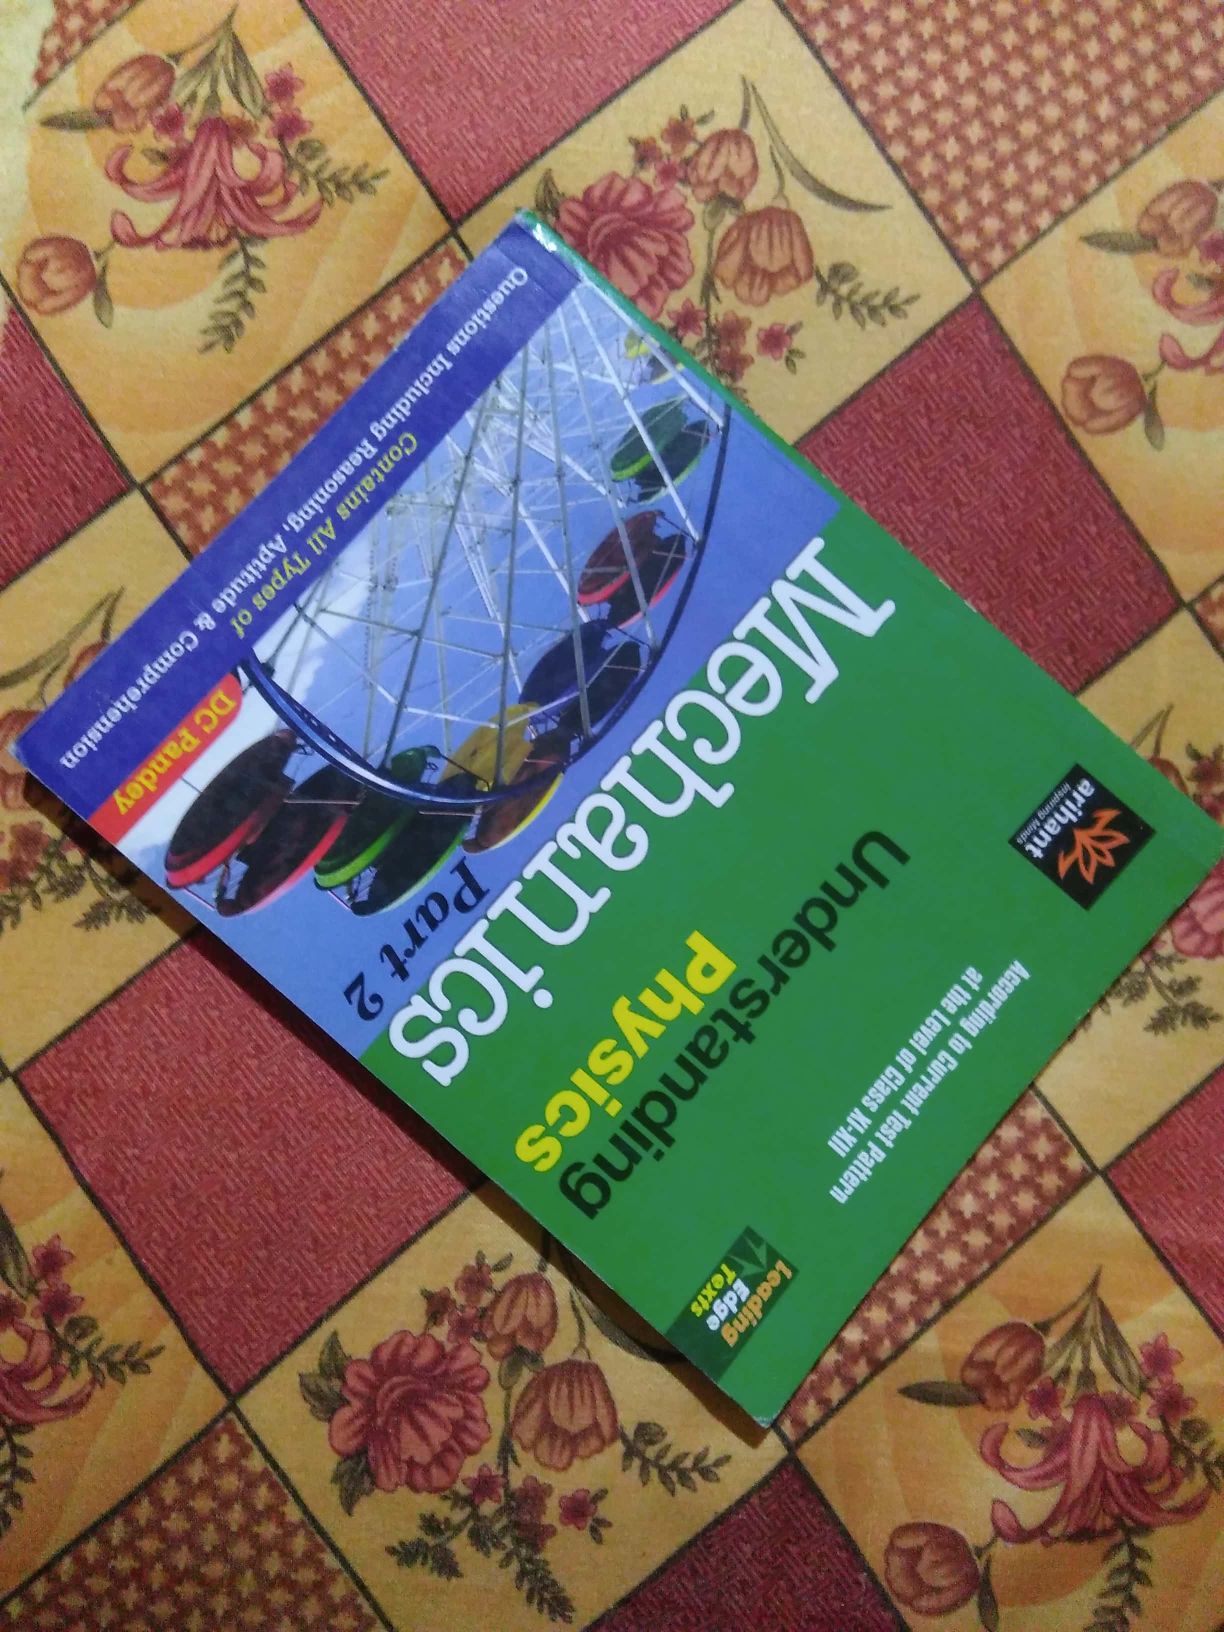 Leading
Edge
Texts
According to Current Test Pattern
at the Level of Class XI-XII
arihant
Inspiring Minds
Understanding
Physics
Mechanics
Part 2
DC Pandey
Contains All Types of
Questions Including Reasoning, Aptitude & Comprehension